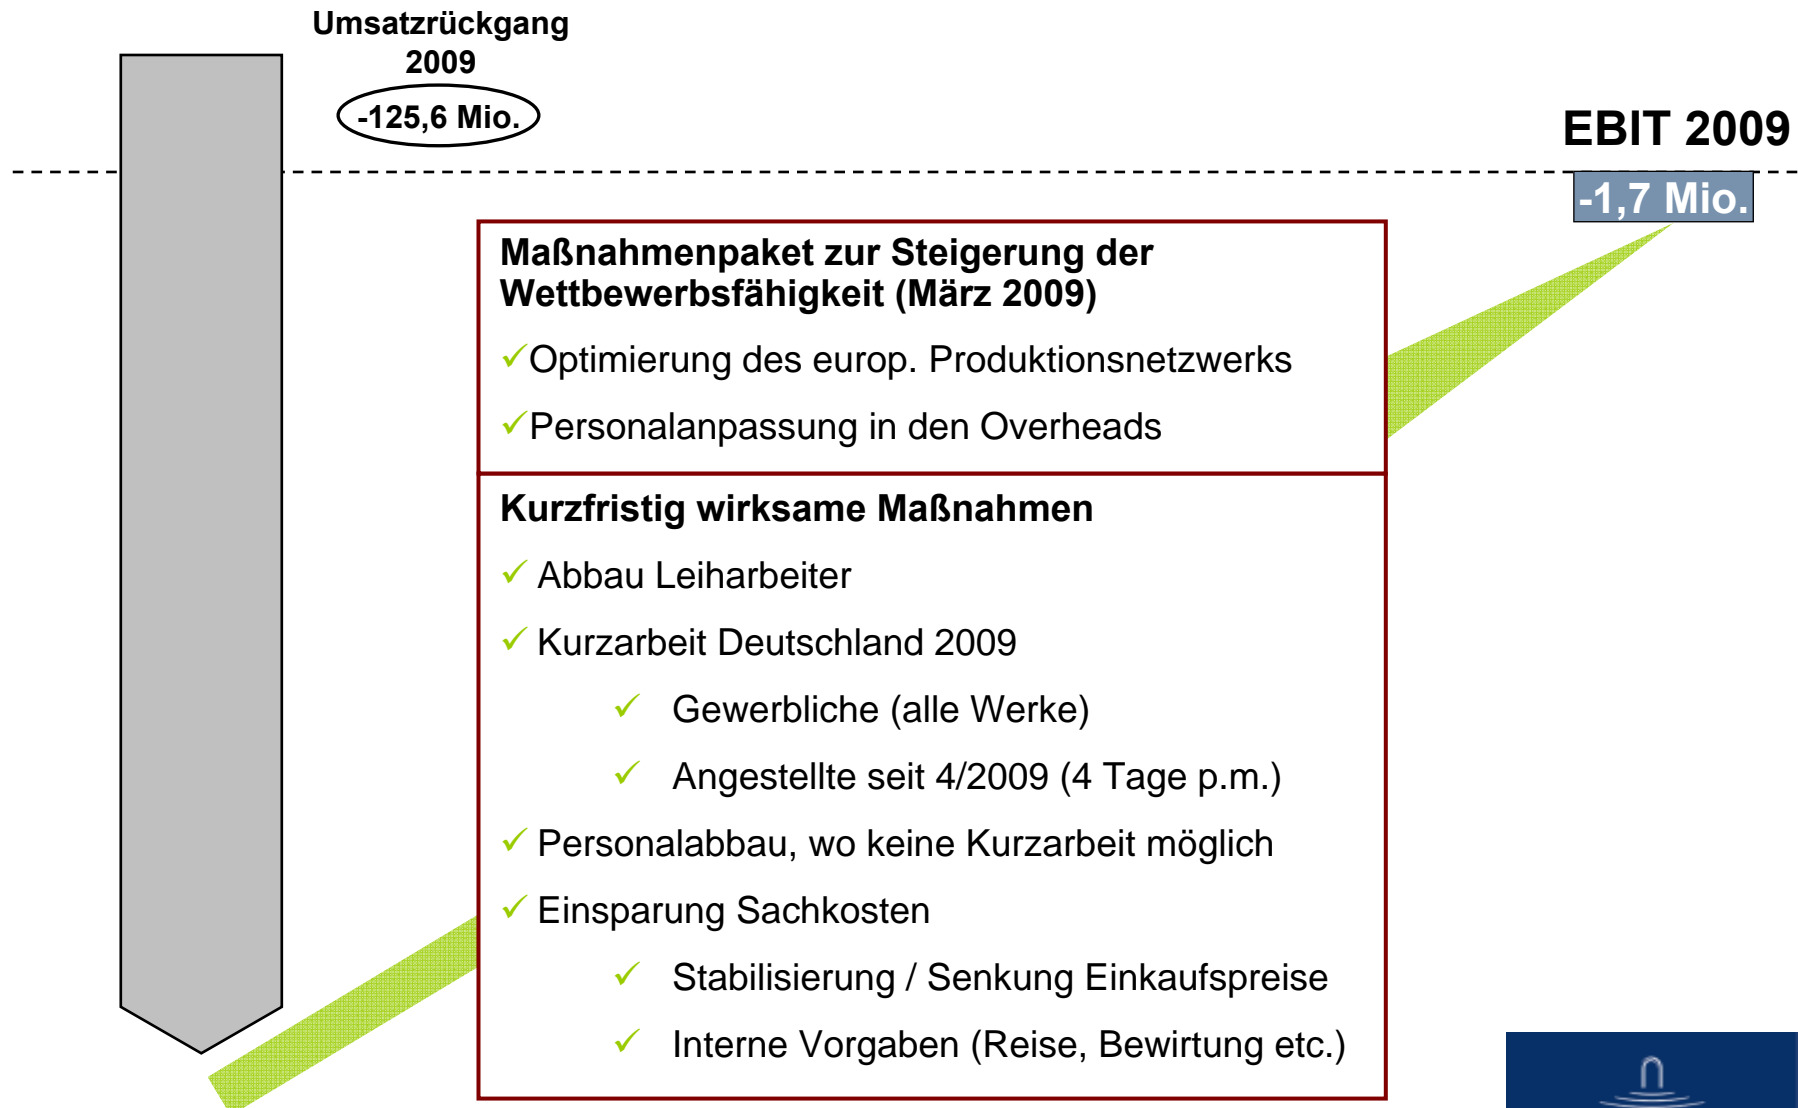 Umsatzrückgang
2009
-125,6 Mio.
EBIT 2009
-1,7 Mio.
Maßnahmenpaket zur Steigerung der
Wettbewerbsfähigkeit (März 2009)
✓Optimierung des europ. Produktionsnetzwerks
✓Personalanpassung in den Overheads
Kurzfristig wirksame Maßnahmen
✓ Abbau Leiharbeiter
✓ Kurzarbeit Deutschland 2009
✓ Gewerbliche (alle Werke)
✓ Angestellte seit 4/2009 (4 Tage p.m.)
✓ Personalabbau, wo keine Kurzarbeit möglich
✓ Einsparung Sachkosten
✓ Stabilisierung / Senkung Einkaufspreise
✓ Interne Vorgaben (Reise, Bewirtung etc.)